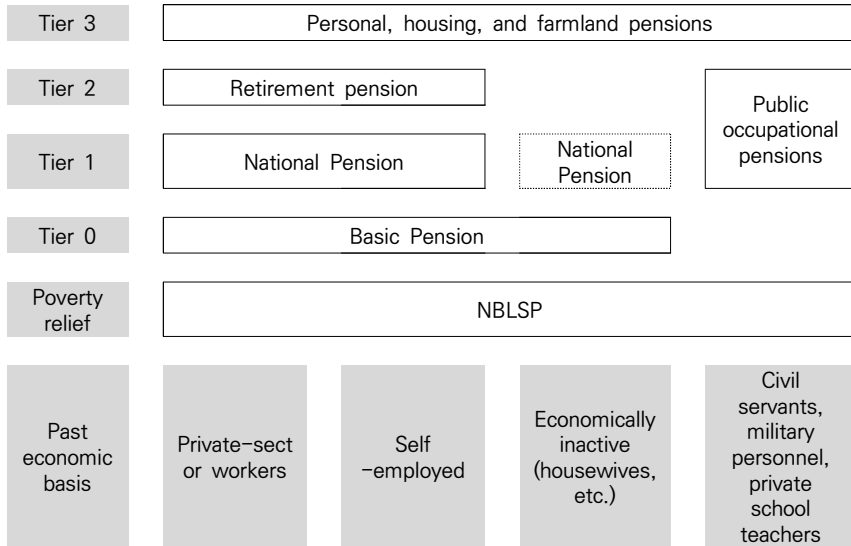 Tier 3
Personal, housing, and farmland pensions
Tier 2
Retirement pension
Public
occupational
pensions
Tier 1
National Pension
National
Pension
Tier 0
Basic Pension
Poverty
relief
NBLSP
Past
economic
basis
Private-sect
or workers
Self
-employed
Economically
inactive
(housewives,
etc.)
Civil
servants,
military
personnel,
private
school
teachers